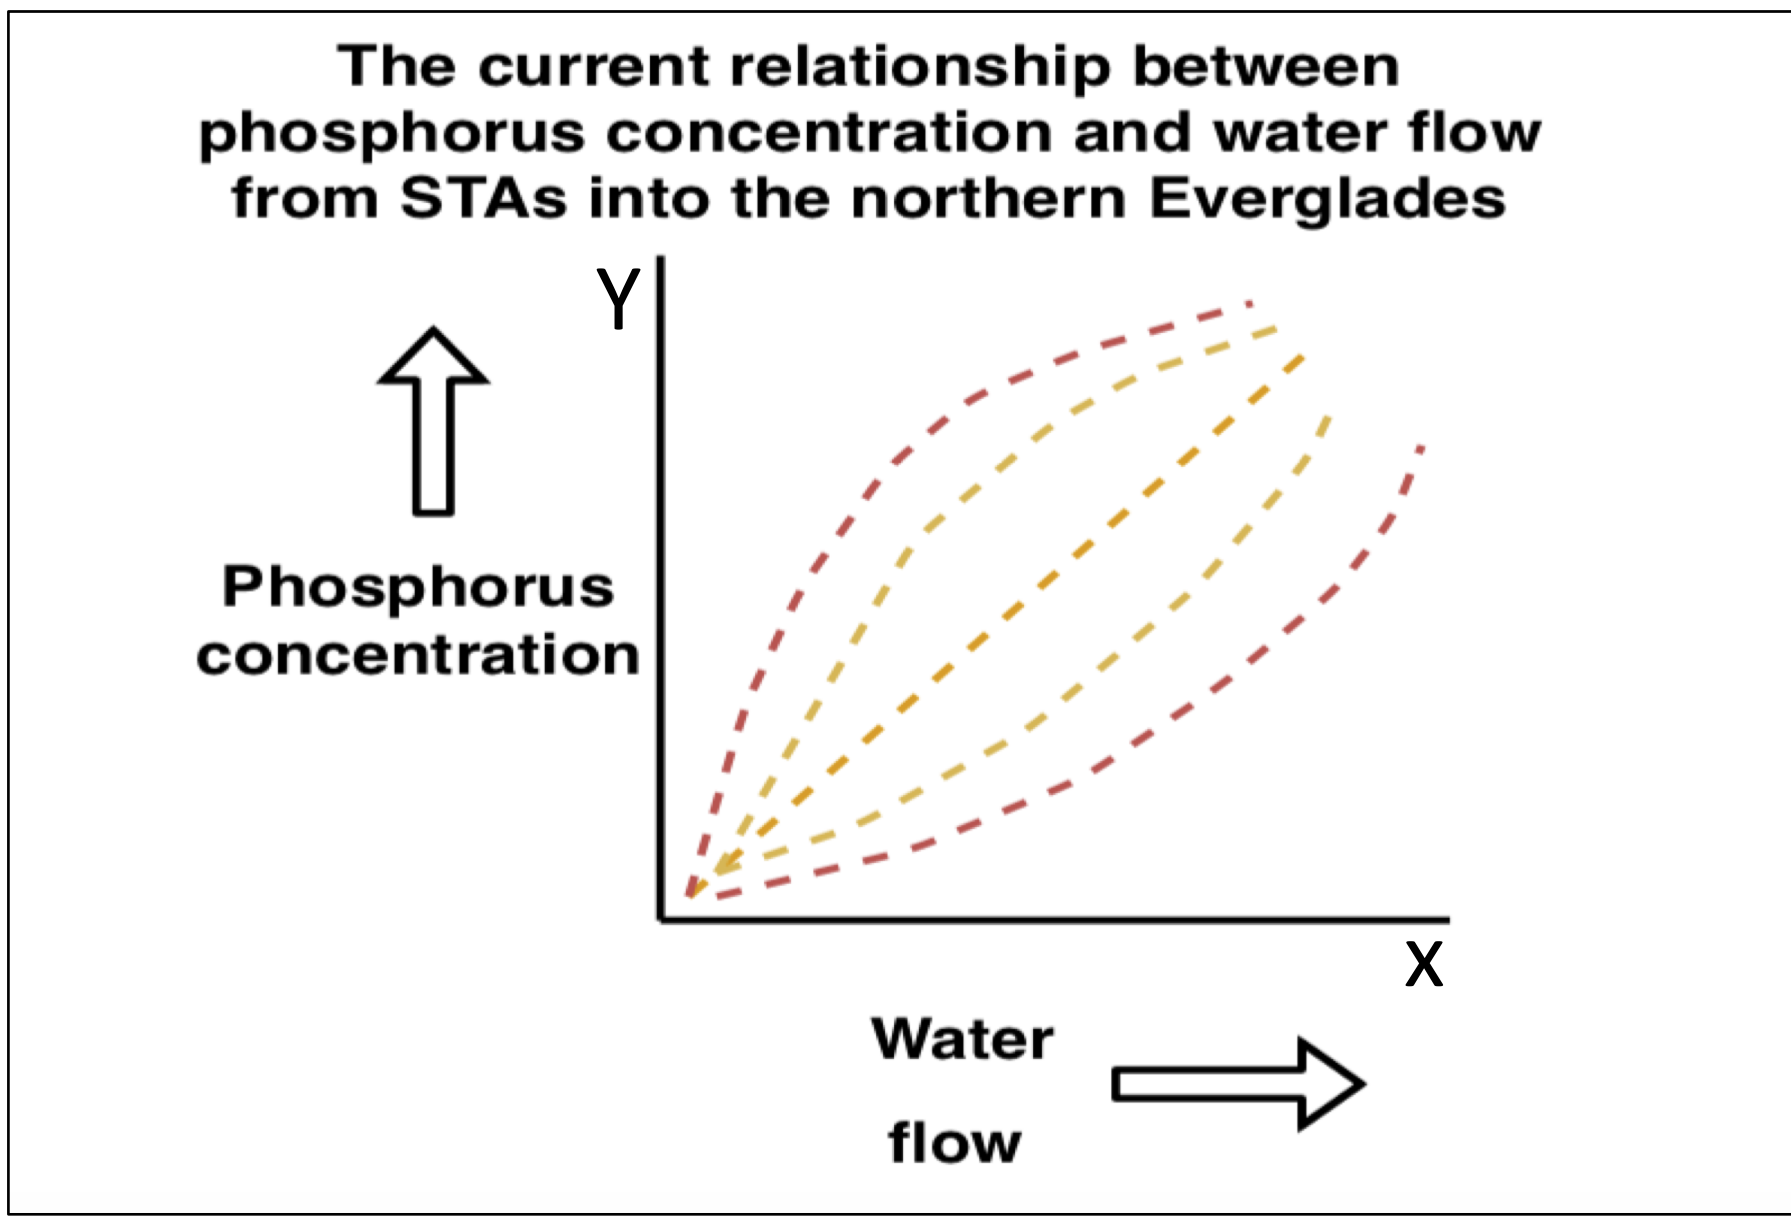 The current relationship between
phosphorus concentration and water flow
from STAs into the northern Everglades
Y
Phosphorus
concentration
X
Water
flow